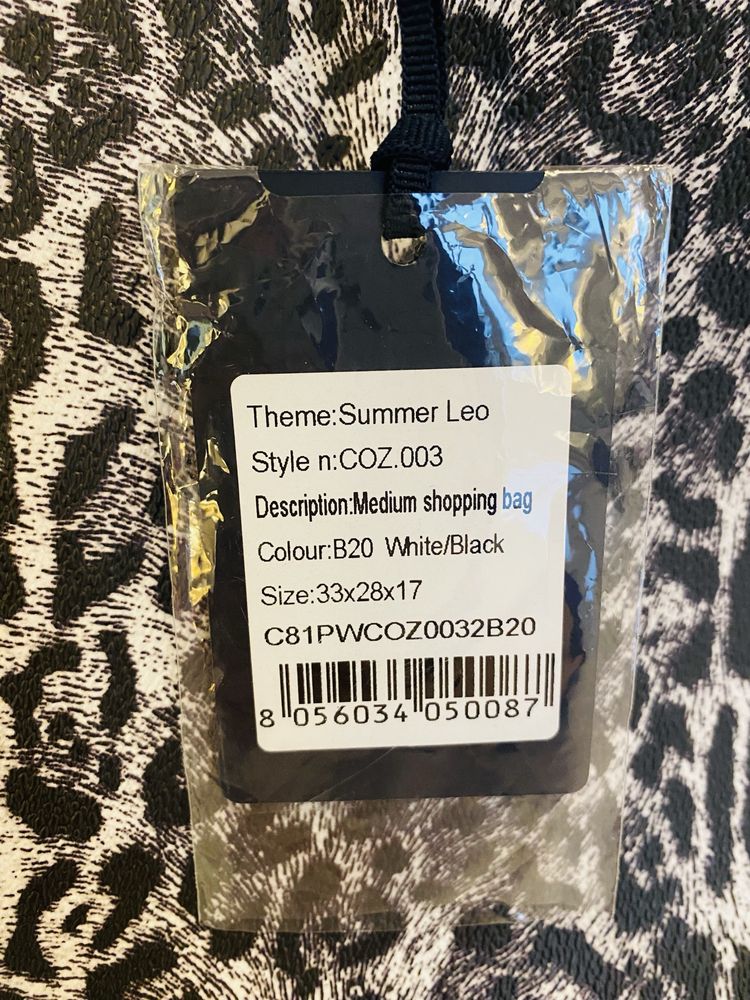 Theme:Summer Leo
Style n:COZ.003
Description:Medium shopping bag
Colour:B20 White/Black
Size:33x28x17
C81PWCOZ0032B20
8 056034 050087